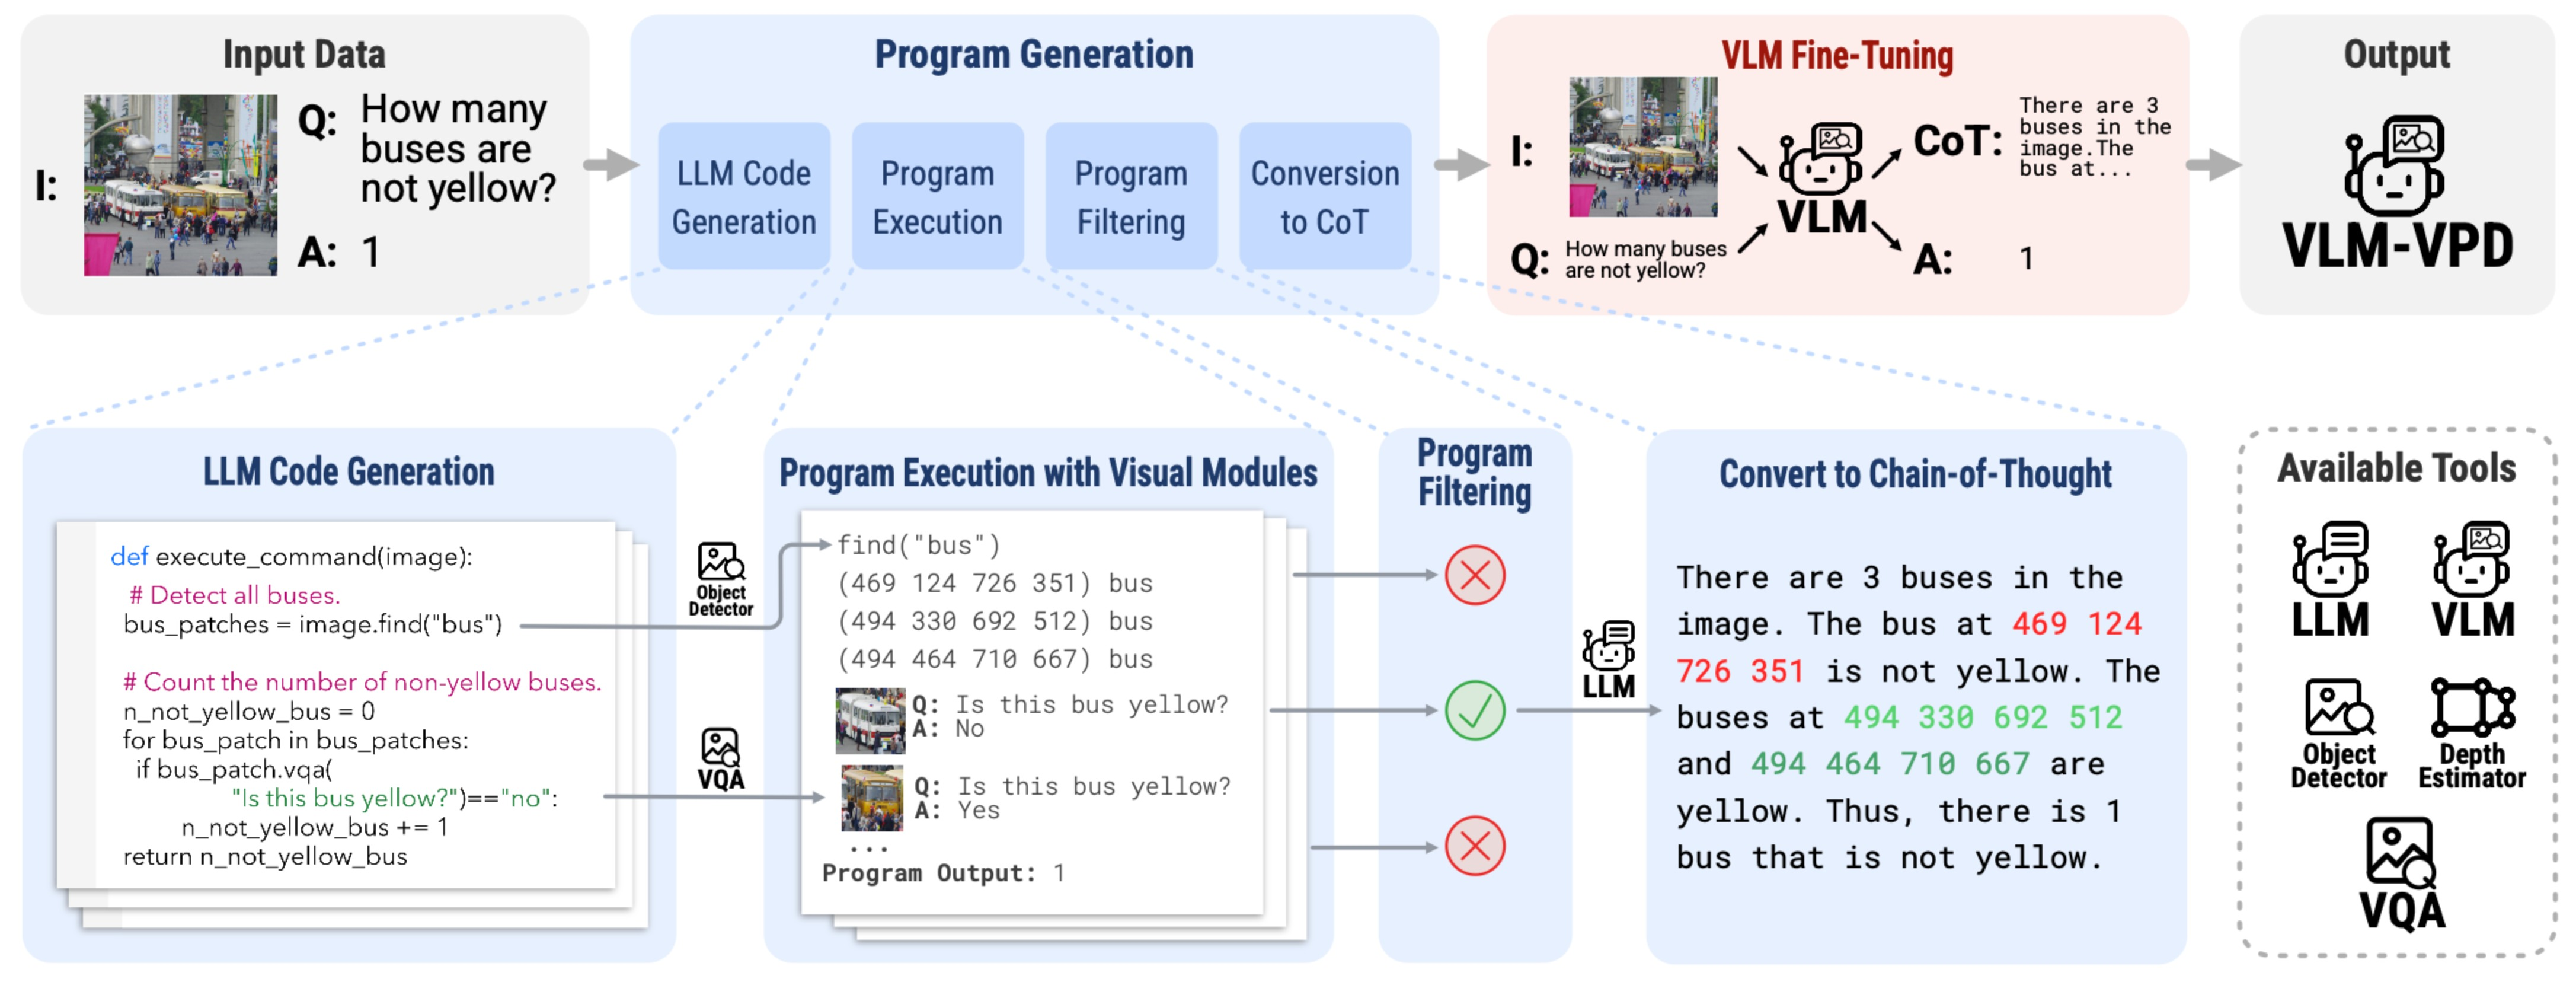 Input Data
I:
Q: How many
buses are
not yellow?
A: 1
Program Generation
LLM Code
Generation
Program
Execution
Program
Filtering
Conversion
to CoT
VLM Fine-Tuning
I:
Q: How many buses
are not yellow?
VLM
CoT: There are 3
buses in the
image.The
bus at...
A: 1
Output
VLM-VPD
LLM Code Generation
def execute_command(image):
# Detect all buses.
bus_patches = image.find("bus")
# Count the number of non-yellow buses.
n_not_yellow_bus = 0
for bus_patch in bus_patches:
if bus_patch.vqa(
"Is this bus yellow?")=="no":
n_not_yellow_bus += 1
return n_not_yellow_bus
Object
Detector
VQA
Program Execution with Visual Modules
find("bus")
(469 124 726 351) bus
(494 330 692 512) bus
(494 464 710 667) bus
Q: Is this bus yellow?
A: No
Q: Is this bus yellow?
A: Yes
...
Program Output: 1
Program
Filtering
LLM
Convert to Chain-of-Thought
There are 3 buses in the
image. The bus at 469 124
726 351 is not yellow. The
buses at 494 330 692 512
and 494 464 710 667 are
yellow. Thus, there is 1
bus that is not yellow.
Available Tools
LLM
VLM
Object
Detector
Depth
Estimator
VQA